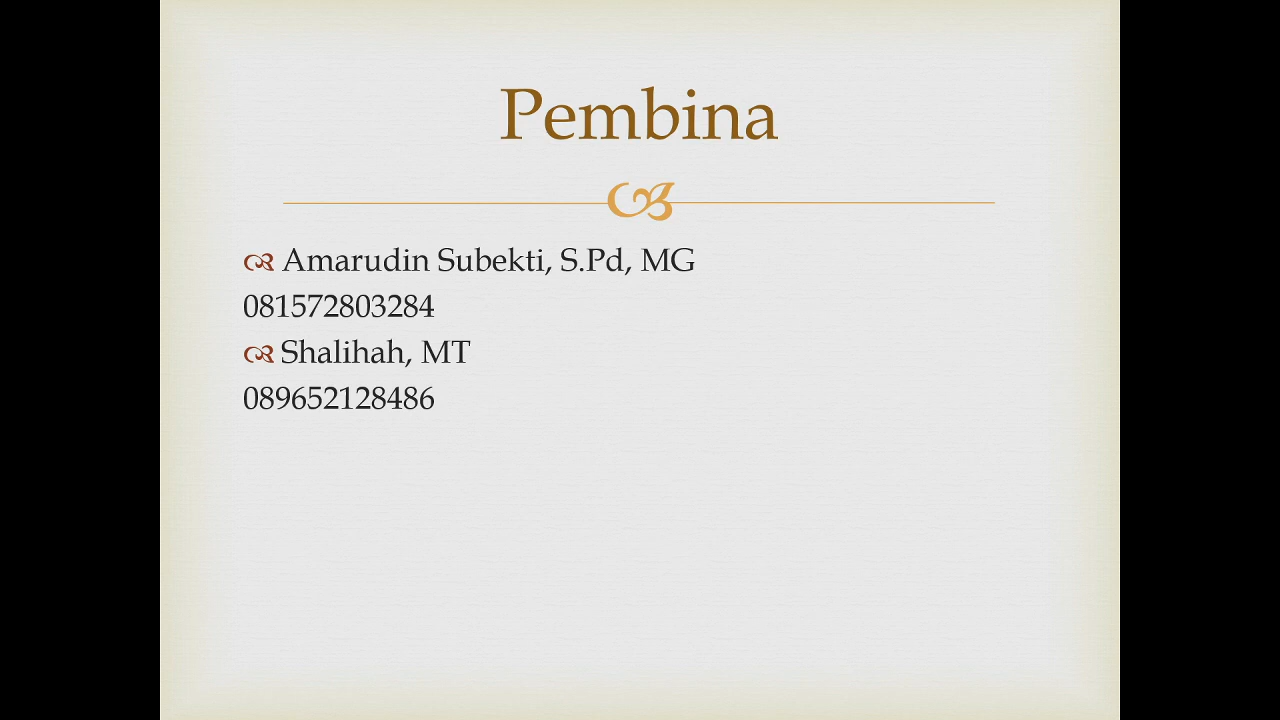 Pembina
Amarudin Subekti, S.Pd, MG
081572803284
Shalihah, MT
089652128486